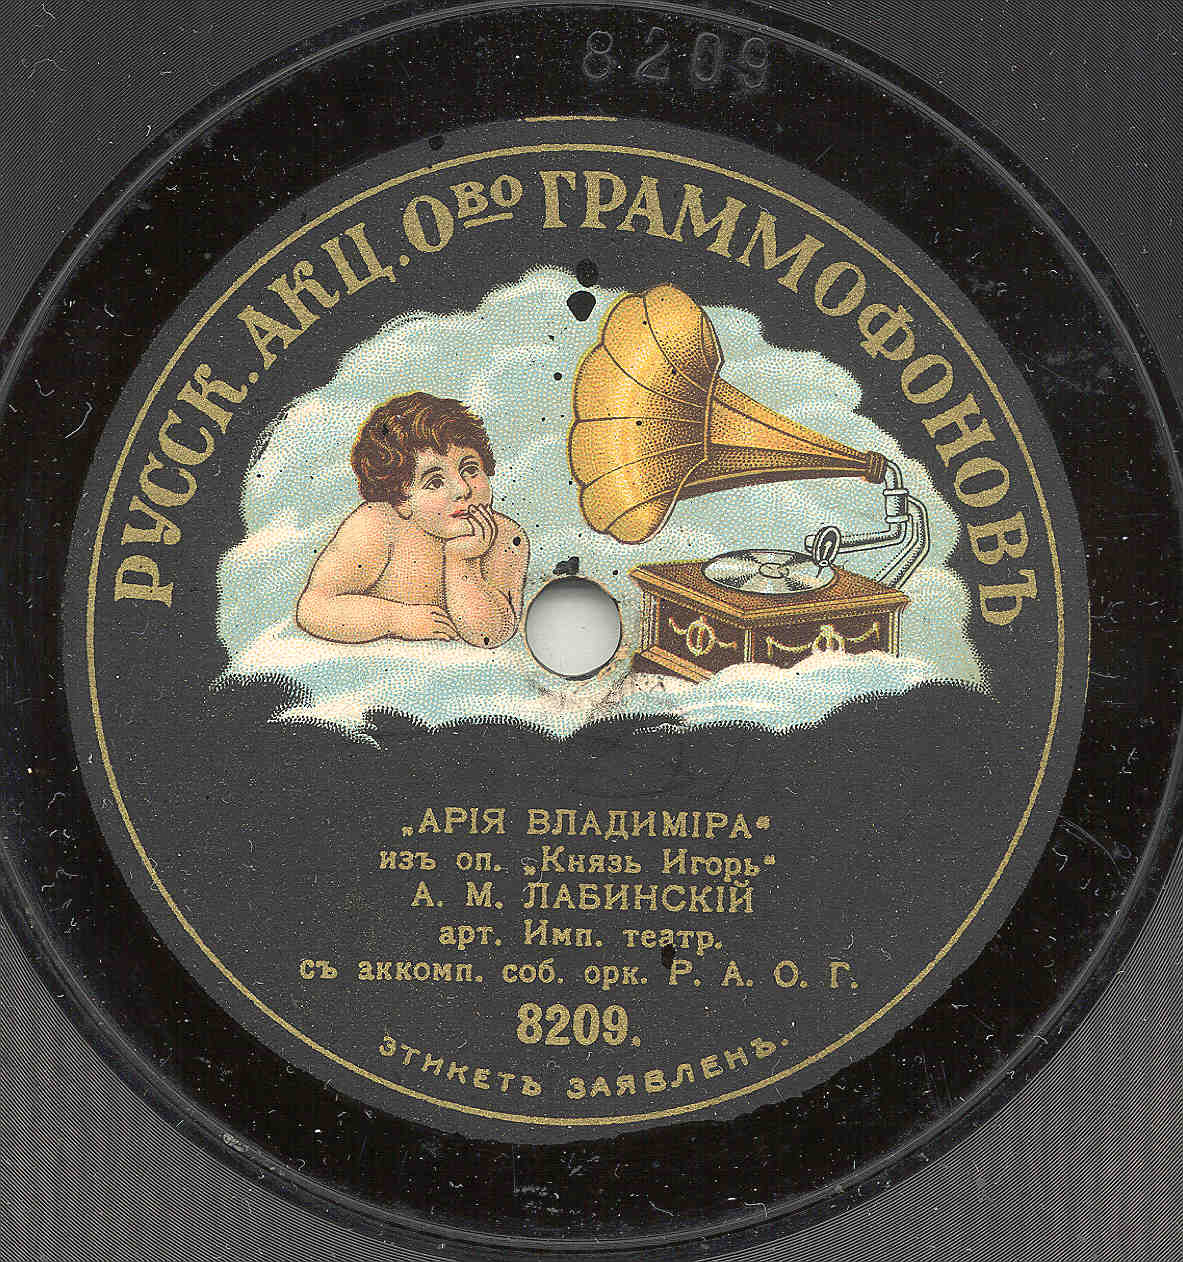 8209
РУССК. АКЦ. Ово ГРАММОФОНОВЪ
„АРІЯ ВЛАДИМІРА“
изъ оп. „Князь Игорь“
А. М. ЛАБИНСКІЙ
арт. Имп. театр.
съ аккомп. соб. орк. Р. А. О. Г.
8209.
ЭТИКЕТЪ ЗАЯВЛЕНЪ.